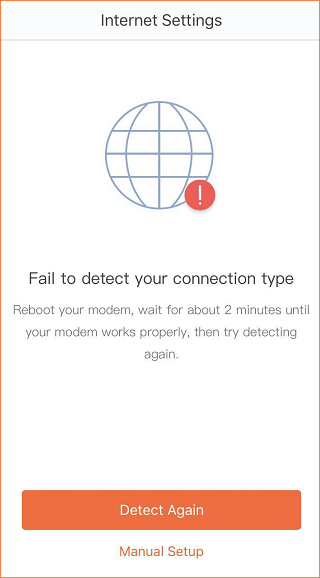 Internet Settings
!
Fail to detect your connection type
Reboot your modem, wait for about 2 minutes until
your modem works properly, then try detecting
again.
Detect Again
Manual Setup